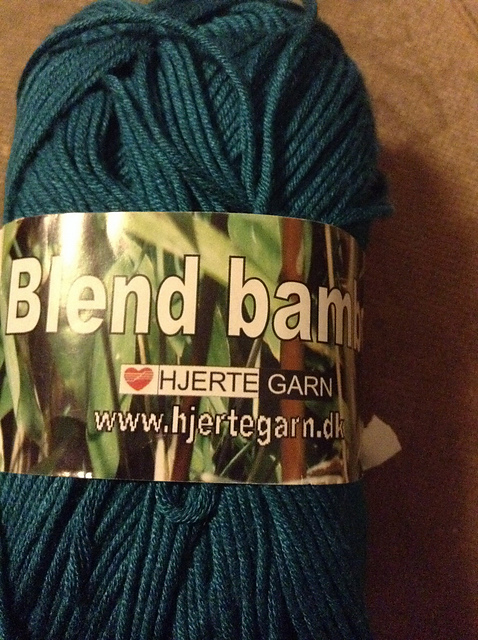 Blend bamb
HJERTE GARN
www.hjertegarn.dk